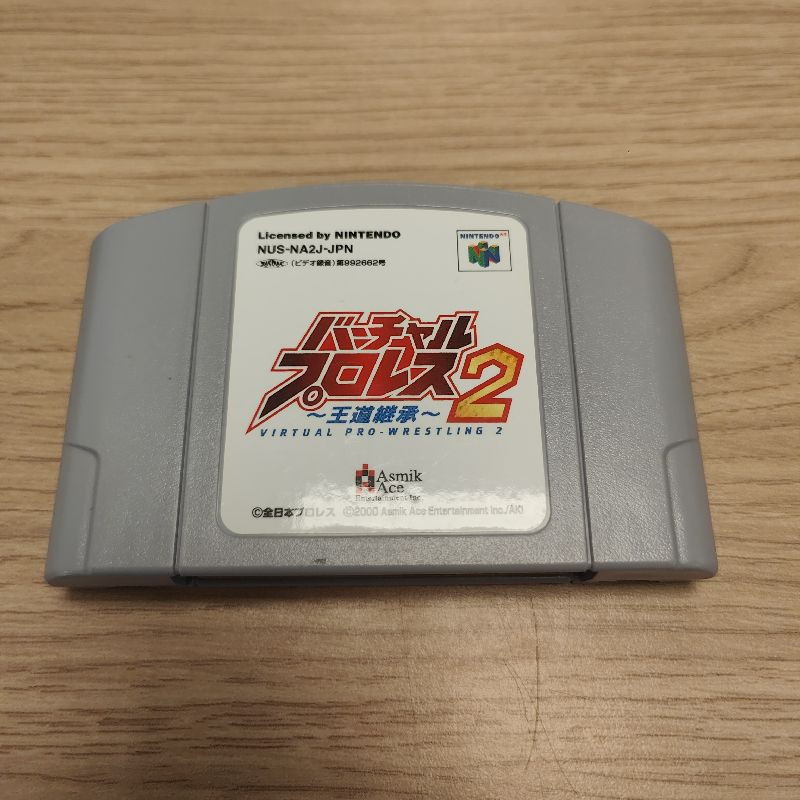 Licensed by NINTENDO
NUS-NA2J-JPN
(ビデオ録音)第992662号
NINTENDO64
バーチャル
プロレス2
～王道継承～
VIRTUAL PRO-WRESTLING 2
Asmik
Ace
Entertainment Inc.
©全日本プロレス ©2000 Asmik Ace Entertainment Inc./AKI